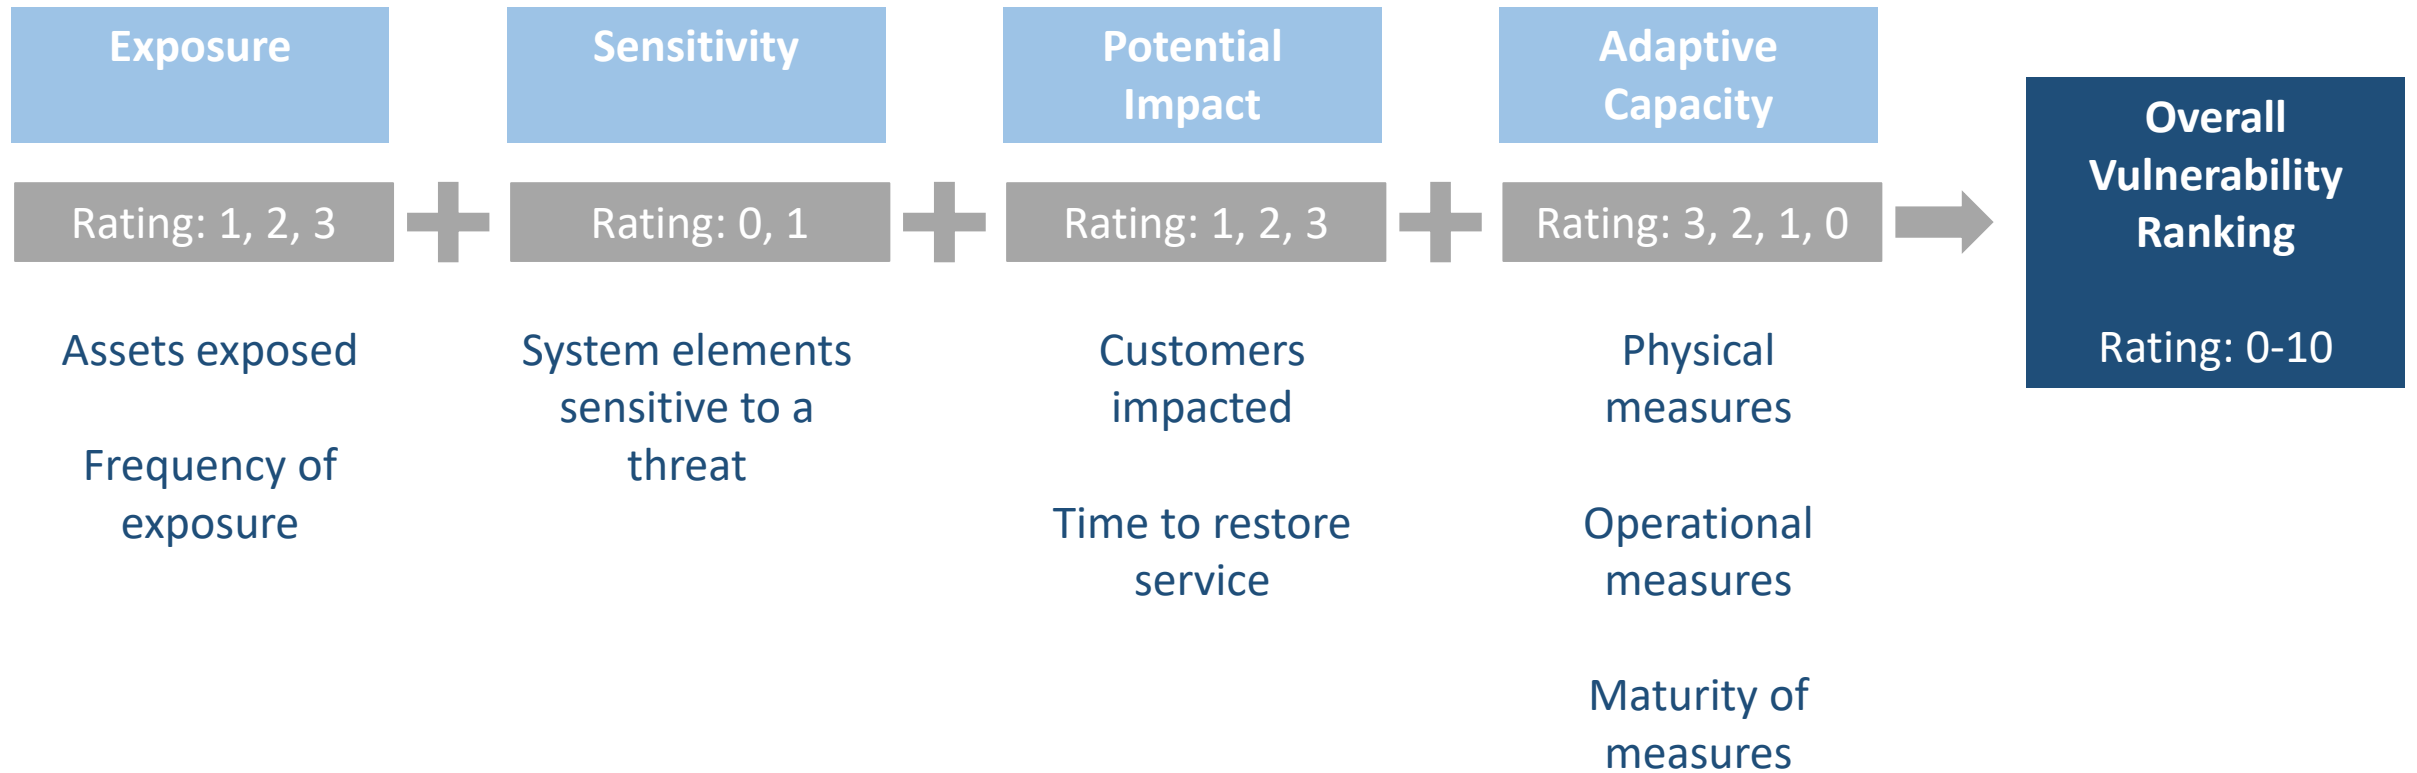 Exposure
Rating: 1, 2, 3
Assets exposed
Frequency of
exposure
Sensitivity
Rating: 0, 1
System elements
sensitive to a
threat
Potential
Impact
Rating: 1, 2, 3
Customers
impacted
Time to restore
service
Adaptive
Capacity
Rating: 3, 2, 1, 0
Physical
measures
Operational
measures
Maturity of
measures
Overall
Vulnerability
Ranking
Rating: 0-10